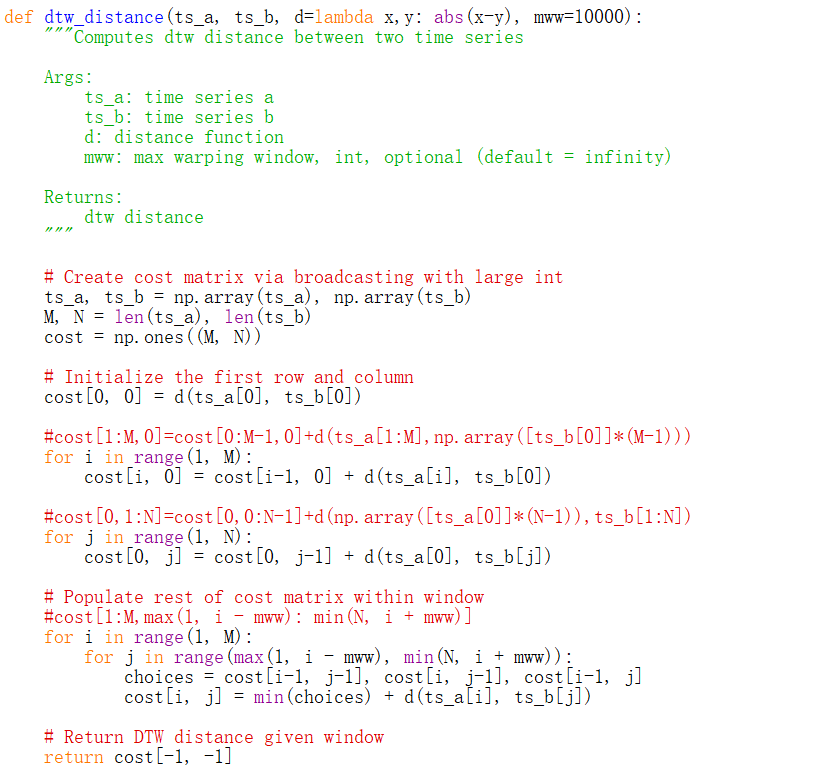 def dtw_distance(ts_a, ts_b, d=lambda x,y: abs(x-y), mww=10000):
    """Computes dtw distance between two time series

    Args:
        ts_a: time series a
        ts_b: time series b
        d: distance function
        mww: max warping window, int, optional (default = infinity)

    Returns:
        dtw distance
    """

    # Create cost matrix via broadcasting with large int
    ts_a, ts_b = np.array(ts_a), np.array(ts_b)
    M, N = len(ts_a), len(ts_b)
    cost = np.ones((M, N))

    # Initialize the first row and column
    cost[0, 0] = d(ts_a[0], ts_b[0])

    #cost[1:M,0]=cost[0:M-1,0]+d(ts_a[1:M],np.array([ts_b[0]]*(M-1)))
    for i in range(1, M):
        cost[i, 0] = cost[i-1, 0] + d(ts_a[i], ts_b[0])

    #cost[0,1:N]=cost[0,0:N-1]+d(np.array([ts_a[0]]*(N-1)),ts_b[1:N])
    for j in range(1, N):
        cost[0, j] = cost[0, j-1] + d(ts_a[0], ts_b[j])

    # Populate rest of cost matrix within window
    #cost[1:M,max(1, i - mww): min(N, i + mww)]
    for i in range(1, M):
        for j in range(max(1, i - mww), min(N, i + mww)):
            choices = cost[i-1, j-1], cost[i, j-1], cost[i-1, j]
            cost[i, j] = min(choices) + d(ts_a[i], ts_b[j])

    # Return DTW distance given window
    return cost[-1, -1]